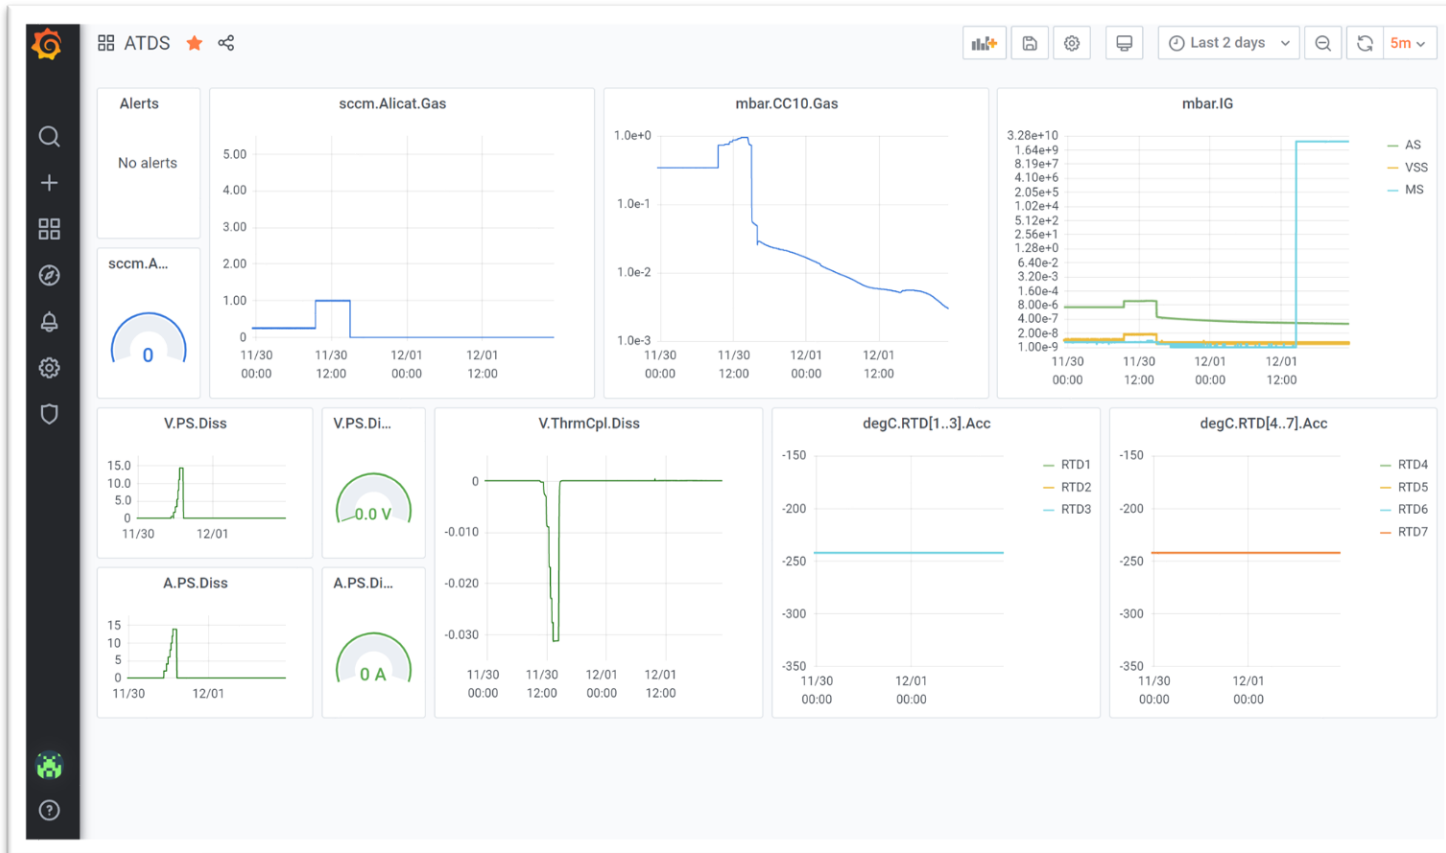 ATDS
Last 2 days
5m
Alerts
No alerts
sccm.A...
0
sccm.Alicat.Gas
5.00
4.00
3.00
2.00
1.00
0
11/30 11/30 12/01 12/01
00:00 12:00 00:00 12:00
mbar.CC10.Gas
1.0e+0
1.0e-1
1.0e-2
1.0e-3
11/30 11/30 12/01 12/01
00:00 12:00 00:00 12:00
mbar.IG
3.28e+10
1.64e+9
8.19e+7
4.10e+6
2.05e+5
1.02e+4
5.12e+2
2.56e+1
1.28e+0
6.40e-2
3.20e-3
1.60e-4
8.00e-6
4.00e-7
2.00e-8
1.00e-9
11/30 11/30 12/01 12/01
00:00 12:00 00:00 12:00
AS
VSS
MS
V.PS.Diss
15.0
10.0
5.0
0
11/30 12/01
V.PS.Di...
0.0 V
A.PS.Diss
15
10
5
0
11/30 12/01
A.PS.Di...
0 A
V.ThrmCpl.Diss
0
-0.010
-0.020
-0.030
11/30 11/30 12/01 12/01
00:00 12:00 00:00 12:00
degC.RTD[1..3].Acc
-150
-200
-250
-300
-350
11/30 12/01
00:00 00:00
RTD1
RTD2
RTD3
degC.RTD[4..7].Acc
-150
-200
-250
-300
-350
11/30 12/01
00:00 00:00
RTD4
RTD5
RTD6
RTD7